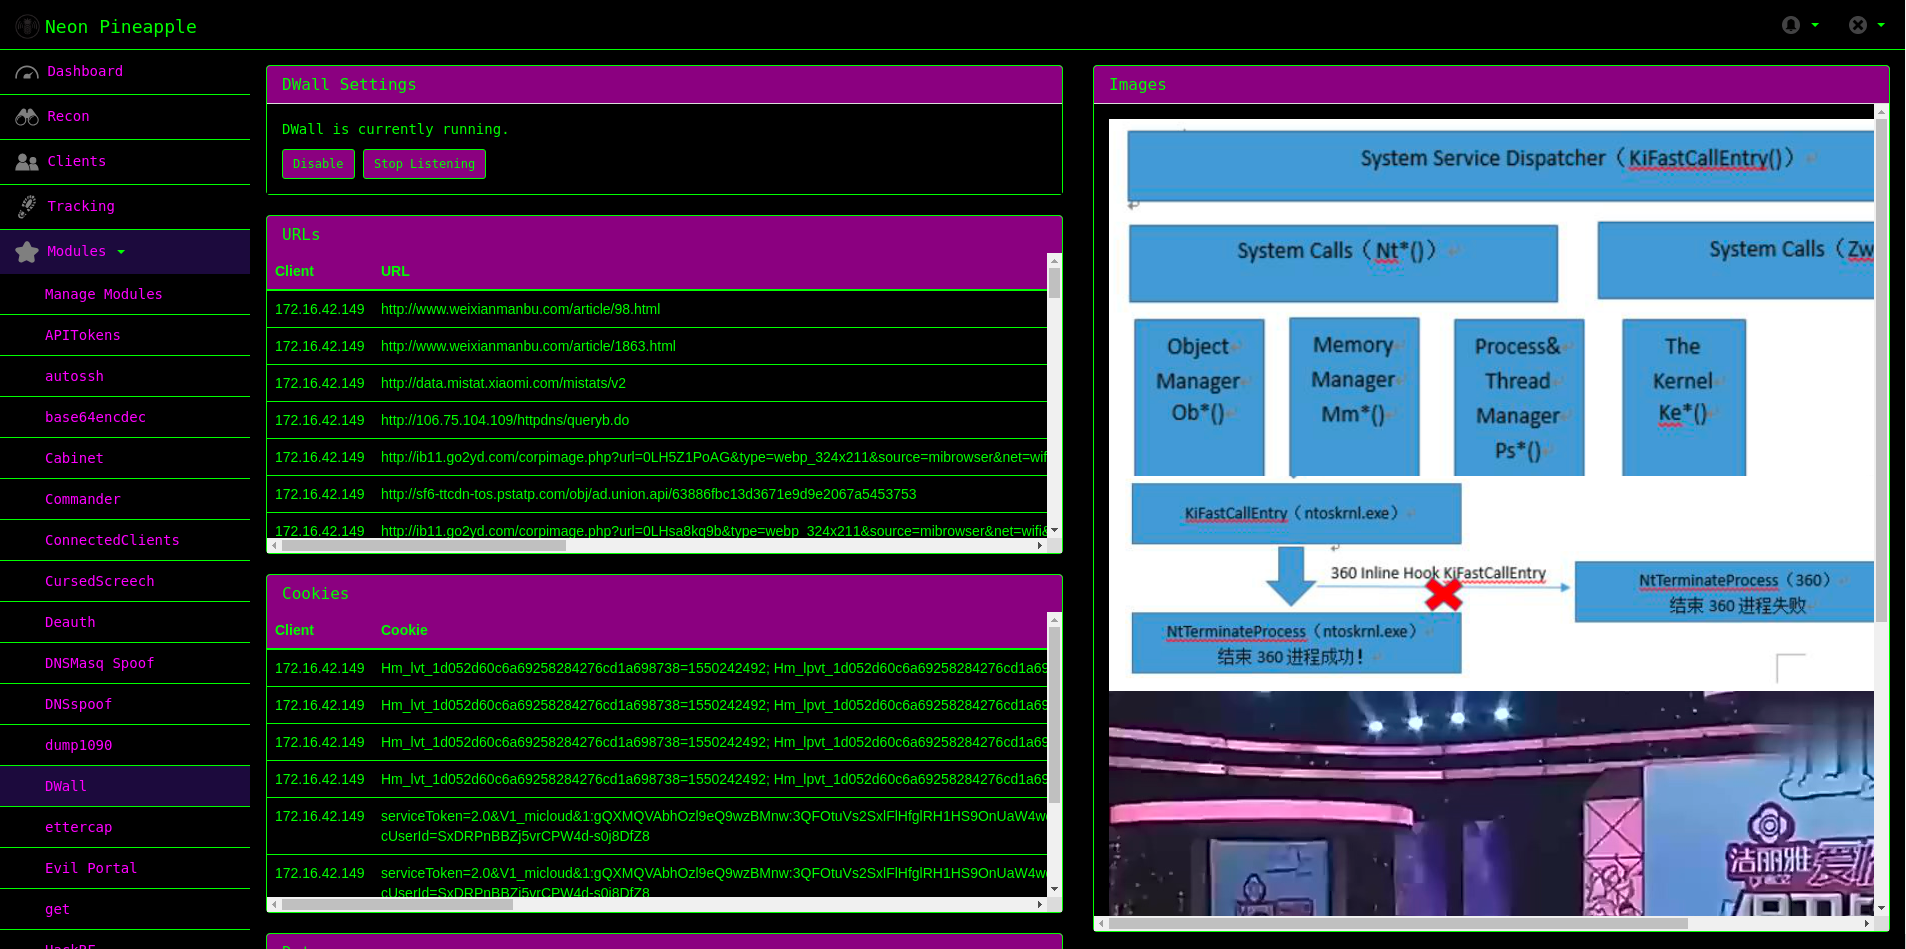 Neon Pineapple
Dashboard
Recon
Clients
Tracking
Modules
Manage Modules
APITokens
autossh
base64encdec
Cabinet
Commander
ConnectedClients
CursedScreech
Deauth
DNSMasq Spoof
DNSspoof
dump1090
DWall
ettercap
Evil Portal
get
DWall Settings
DWall is currently running.
Disable Stop Listening
URLs
Client URL
172.16.42.149 http://www.weixianmanbu.com/article/98.html
172.16.42.149 http://www.weixianmanbu.com/article/1863.html
172.16.42.149 http://data.mistat.xiaomi.com/mistats/v2
172.16.42.149 http://106.75.104.109/httpdns/queryb.do
172.16.42.149 http://ib11.go2yd.com/corpimage.php?url=0LH5Z1PoAG&type=webp_324x211&source=mibrowser&net=wif
172.16.42.149 http://sf6-ttcdn-tos.pstatp.com/obj/ad.union.api/63886fbc13d3671e9d9e2067a5453753
172.16.42.149 http://ib11.go2yd.com/corpimage.php?url=0LHsa8kq9b&type=webp_324x211&source=mibrowser&net=wifi&
Cookies
Client Cookie
172.16.42.149 Hm_lvt_1d052d60c6a69258284276cd1a698738=1550242492; Hm_lpvt_1d052d60c6a69258284276cd1a69
172.16.42.149 Hm_lvt_1d052d60c6a69258284276cd1a698738=1550242492; Hm_lpvt_1d052d60c6a69258284276cd1a69
172.16.42.149 Hm_lvt_1d052d60c6a69258284276cd1a698738=1550242492; Hm_lpvt_1d052d60c6a69258284276cd1a69
172.16.42.149 Hm_lvt_1d052d60c6a69258284276cd1a698738=1550242492; Hm_lpvt_1d052d60c6a69258284276cd1a69
172.16.42.149 serviceToken=2.0&V1_micloud&1:gQXMQVAbhOzl9eQ9wzBMnw:3QFOtuVs2SxlFlHfglRH1HS9OnUaW4w
cUserId=SxDRPnBBZj5vrCPW4d-s0j8DfZ8
172.16.42.149 serviceToken=2.0&V1_micloud&1:gQXMQVAbhOzl9eQ9wzBMnw:3QFOtuVs2SxlFlHfglRH1HS9OnUaW4w
cUserId=SxDRPnBBZj5vrCPW4d-s0j8DfZ8
Images
System Service Dispatcher（KiFastCallEntry()）
System Calls（Nt*()）
System Calls（Zw
Object
Manager
Ob*()
Memory
Manager
Mm*()
Process&
Thread
Manager
Ps*()
The
Kernel
Ke*()
KiFastCallEntry（ntoskrnl.exe）
360 Inline Hook KiFastCallEntry
NtTerminateProcess（360）
结束 360 进程失败
NtTerminateProcess（ntoskrnl.exe）
结束 360 进程成功！
洁丽雅